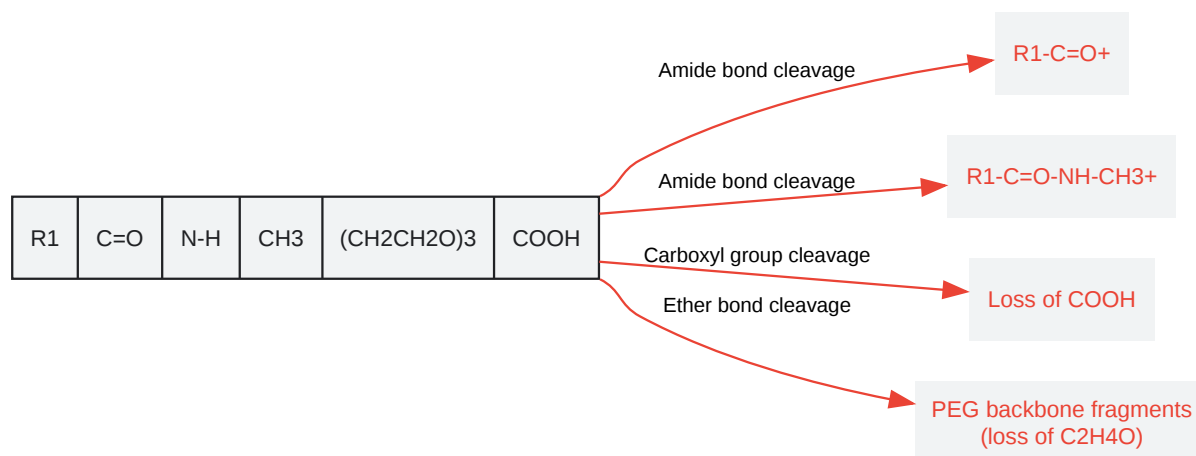 R1-C=O+
Amide bond cleavage
Amide bond cleavage
R1-C=O-NH-CH3+
R1 C=O N-H CH3 (CH2CH2O)3 COOH
Carboxyl group cleavage
Loss of COOH
Ether bond cleavage
PEG backbone fragments
(loss of C2H4O)